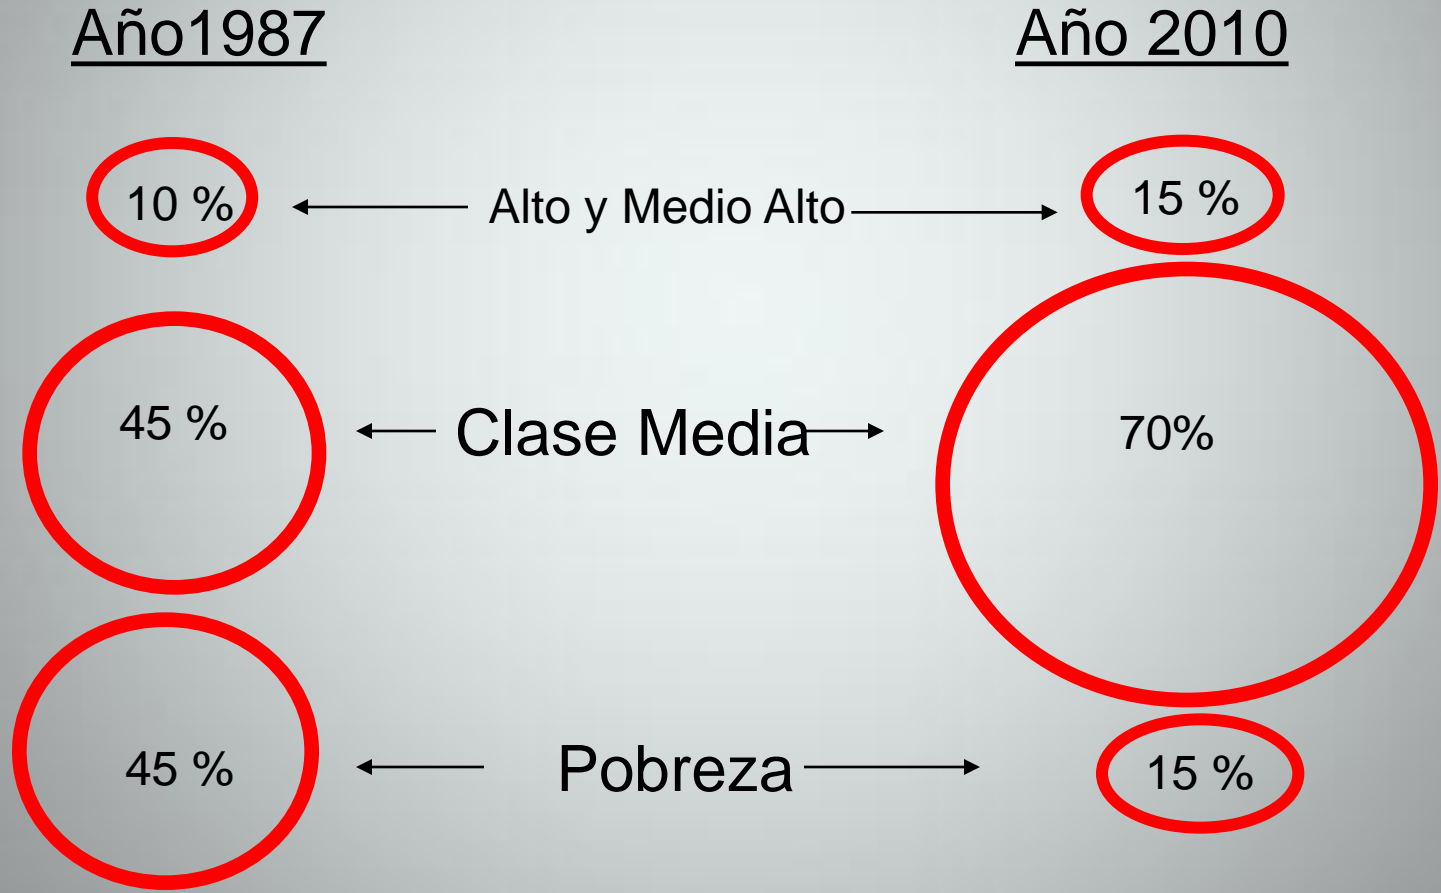 Año1987
Año 2010
10 %
Alto y Medio Alto
15 %
45 %
Clase Media
70%
45 %
Pobreza
15 %